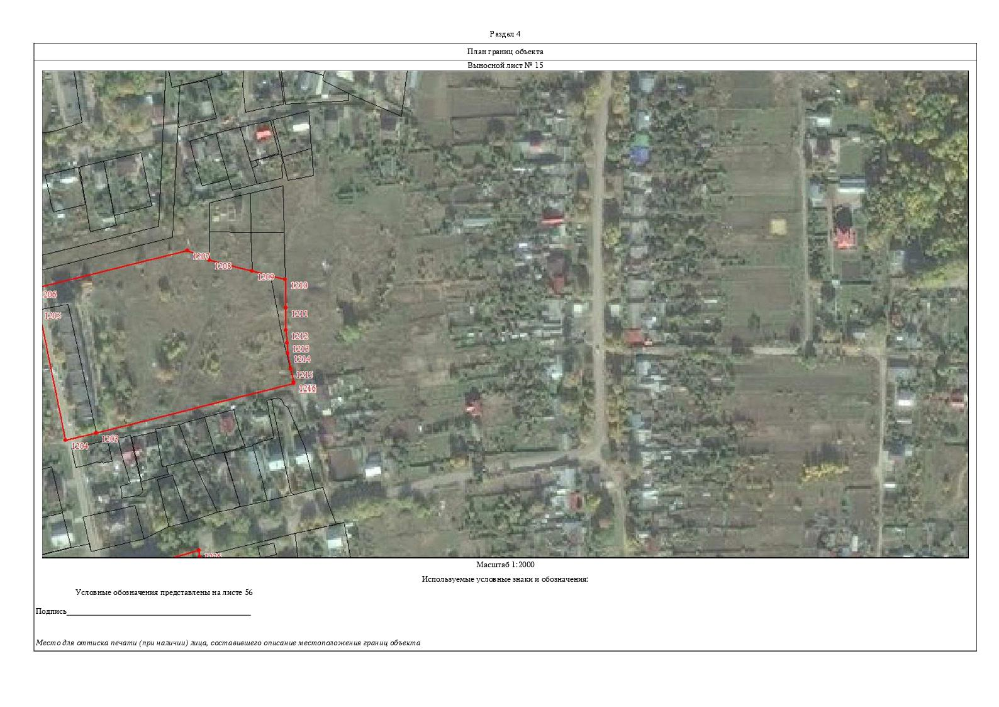 Раздел 4
План границ объекта
Выносной лист № 15
1207
1208
1209
1210
206
1211
1205
1212
1213
1214
1215
1216
1203
1204
1226
Масштаб 1:2000
Используемые условные знаки и обозначения:
Условные обозначения представлены на листе 56
Подпись
Место для оттиска печати (при наличии) лица, составившего описание местоположения границ объекта